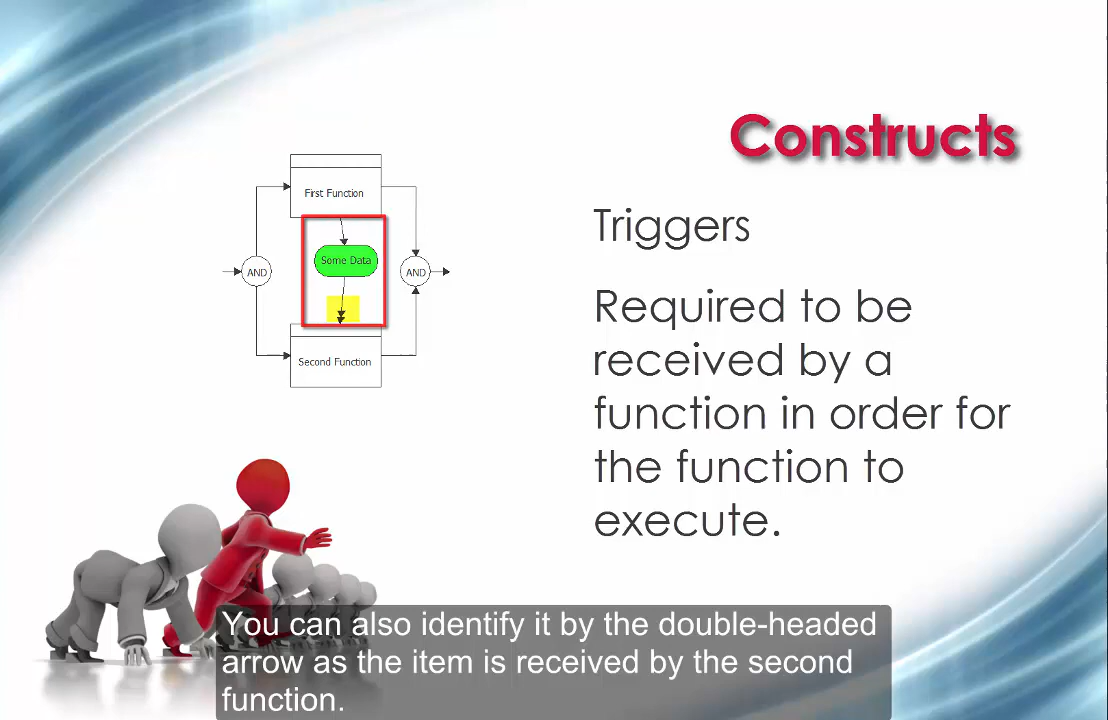 Constructs
First Function
Some Data
AND
AND
Second Function
Triggers
Required to be
received by a
function in order for
the function to
execute.
You can also identify it by the double-headed
arrow as the item is received by the second
function.